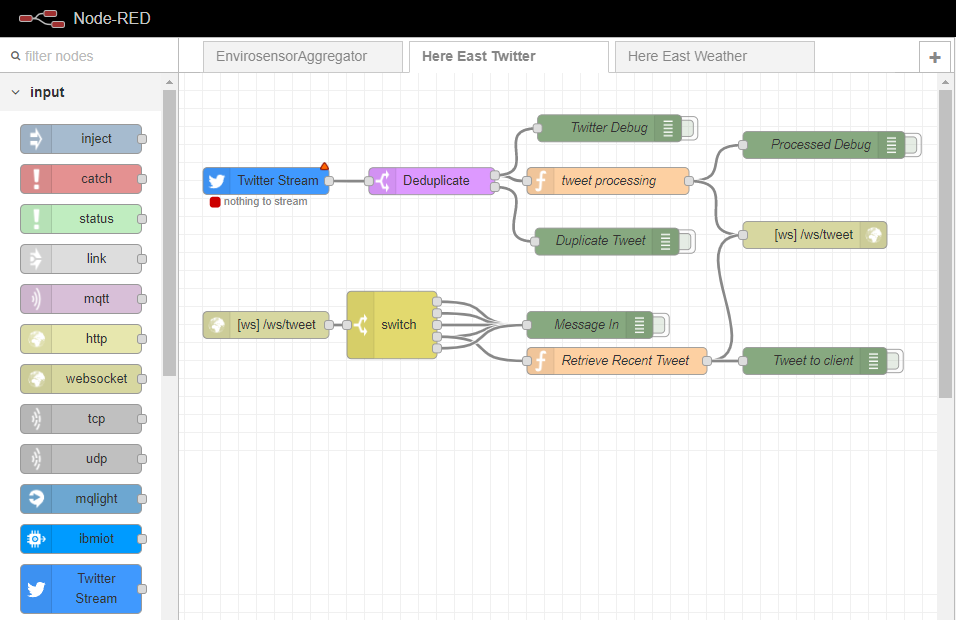 Node-RED
filter nodes
EnvirosensorAggregator
Here East Twitter
Here East Weather
+
input
inject
catch
status
link
mqtt
http
websocket
tcp
udp
mqlight
ibmiot
Twitter
Stream
Twitter Debug
Processed Debug
Twitter Stream
Deduplicate
tweet processing
nothing to stream
[ws] /ws/tweet
Duplicate Tweet
[ws] /ws/tweet
switch
Message In
Retrieve Recent Tweet
Tweet to client